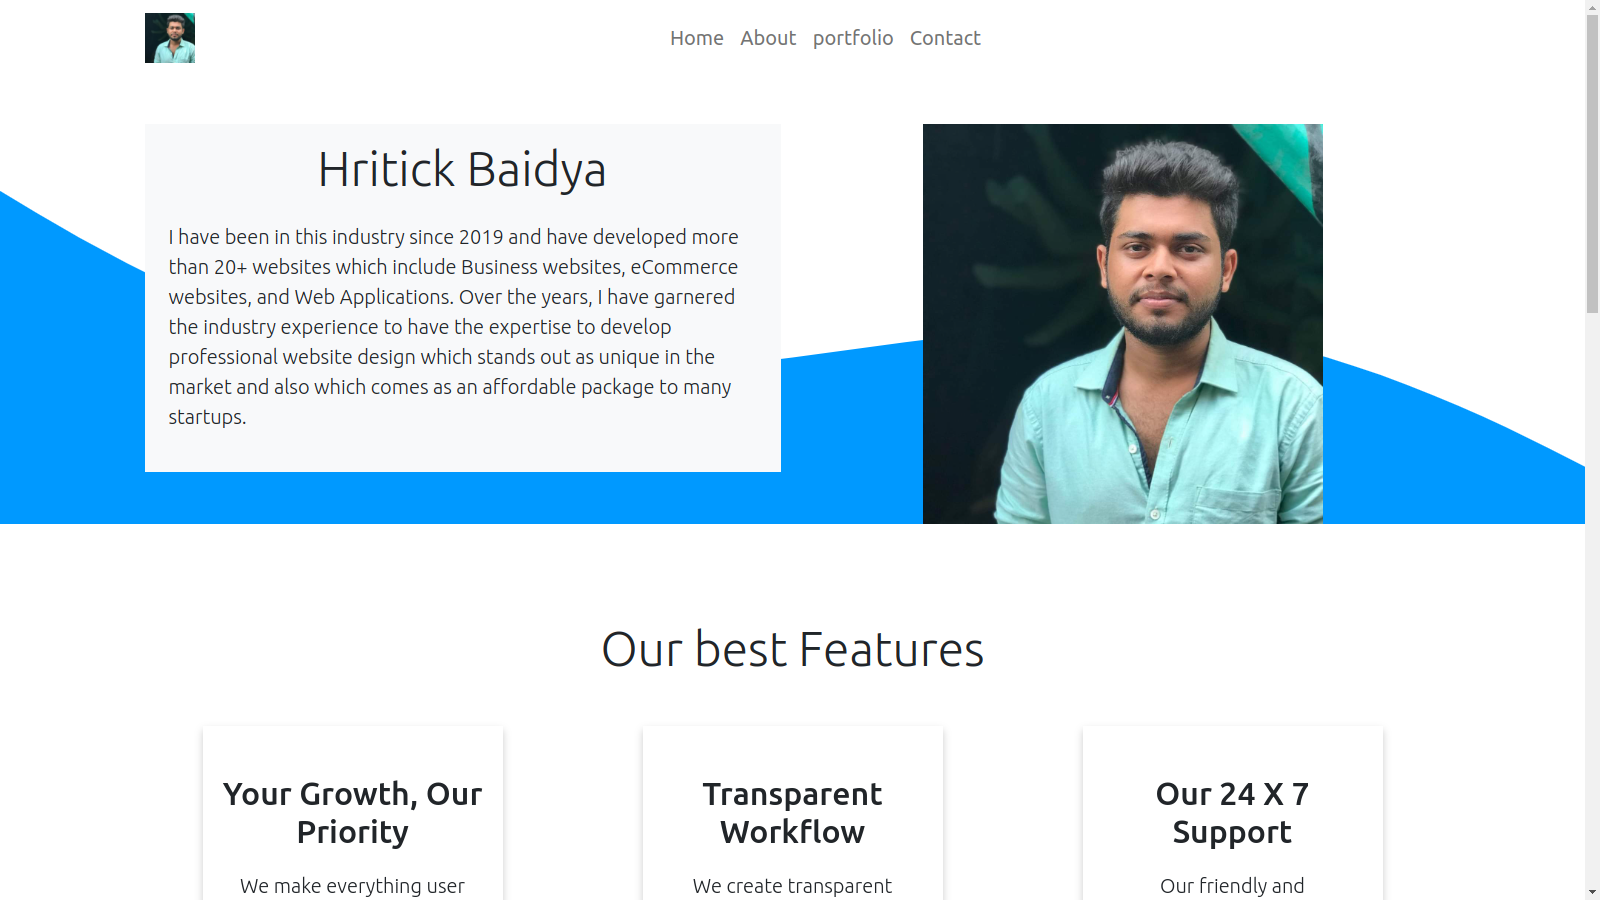 Home About portfolio Contact
Hritick Baidya
I have been in this industry since 2019 and have developed more
than 20+ websites which include Business websites, eCommerce
websites, and Web Applications. Over the years, I have garnered
the industry experience to have the expertise to develop
professional website design which stands out as unique in the
market and also which comes as an affordable package to many
startups.
Our best Features
Your Growth, Our
Priority
We make everything user
Transparent
Workflow
We create transparent
Our 24 X 7
Support
Our friendly and